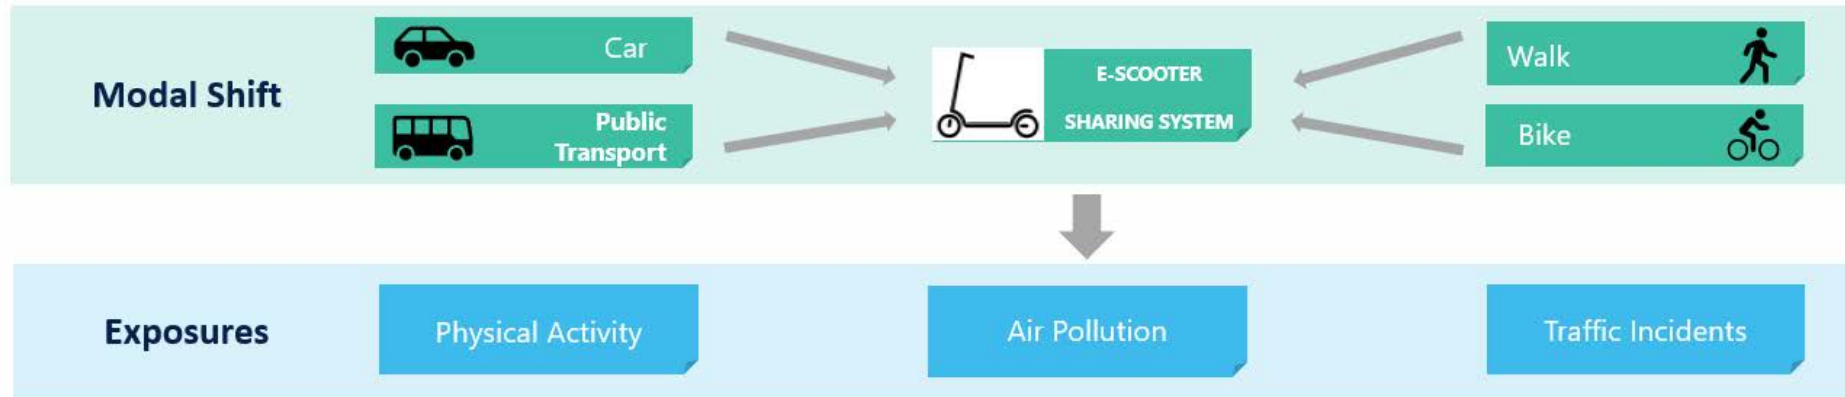 Modal Shift
Car
Public
Transport
E-SCOOTER
SHARING SYSTEM
Walk
Bike
Exposures
Physical Activity
Air Pollution
Traffic Incidents